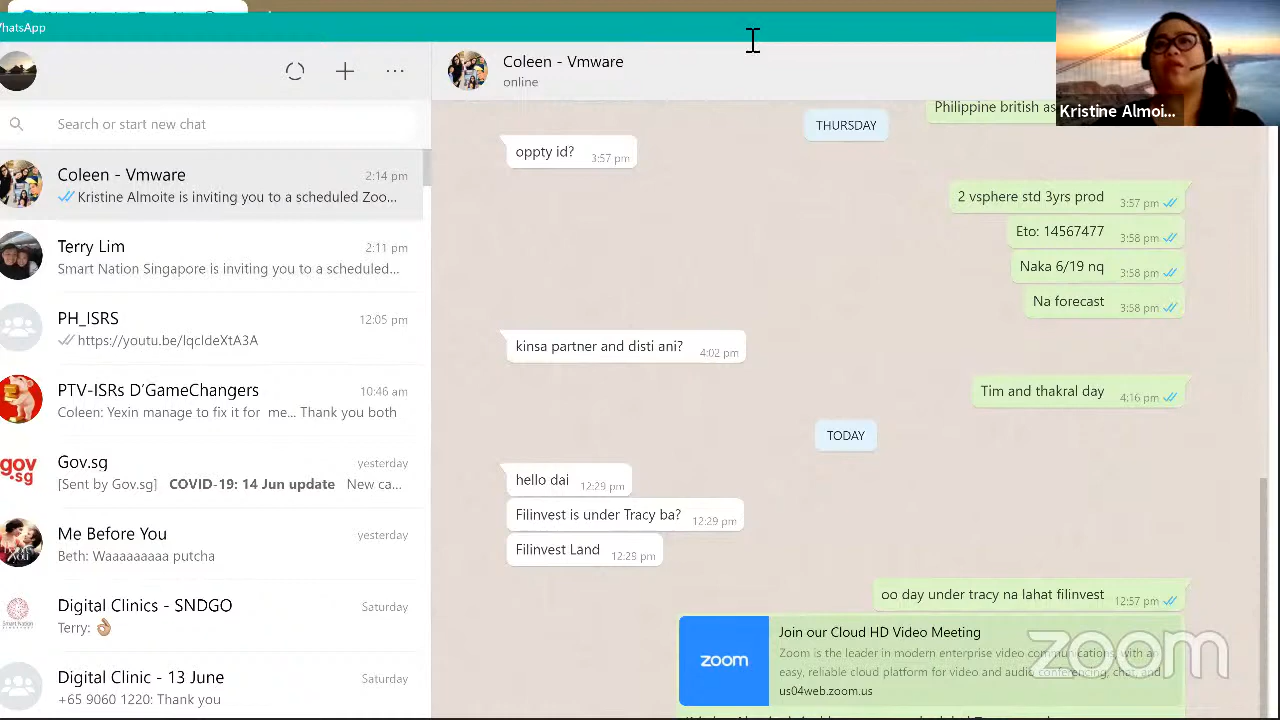 WhatsApp
Search or start new chat
Coleen - Vmware
2:14 pm
Kristine Almoite is inviting you to a scheduled Zoo...
Terry Lim
2:11 pm
Smart Nation Singapore is inviting you to a scheduled...
PH_ISRS
12:05 pm
https://youtu.be/IqcIdeXtA3A
PTV-ISRs D'GameChangers
10:46 am
Coleen: Yexin manage to fix it for me... Thank you both
gov.sg
Gov.sg
yesterday
[Sent by Gov.sg] COVID-19: 14 Jun update New ca...
Me Before You
yesterday
Beth: Waaaaaaaaa putcha
Digital Clinics - SNDGO
Saturday
Terry: 👌🏼
Digital Clinic - 13 June
Saturday
+65 9060 1220: Thank you
Coleen - Vmware
online
Kristine Almoi...
Philippine british as
THURSDAY
oppty id? 3:57 pm
2 vsphere std 3yrs prod 3:57 pm
Eto: 14567477 3:58 pm
Naka 6/19 nq 3:58 pm
Na forecast 3:58 pm
kinsa partner and disti ani? 4:02 pm
Tim and thakral day 4:16 pm
TODAY
hello dai 12:29 pm
Filinvest is under Tracy ba? 12:29 pm
Filinvest Land 12:29 pm
oo day under tracy na lahat filinvest 12:57 pm
zoom
Join our Cloud HD Video Meeting
Zoom is the leader in modern enterprise video communications, with an
easy, reliable cloud platform for video and audio conferencing, chat, and
us04web.zoom.us
zoom